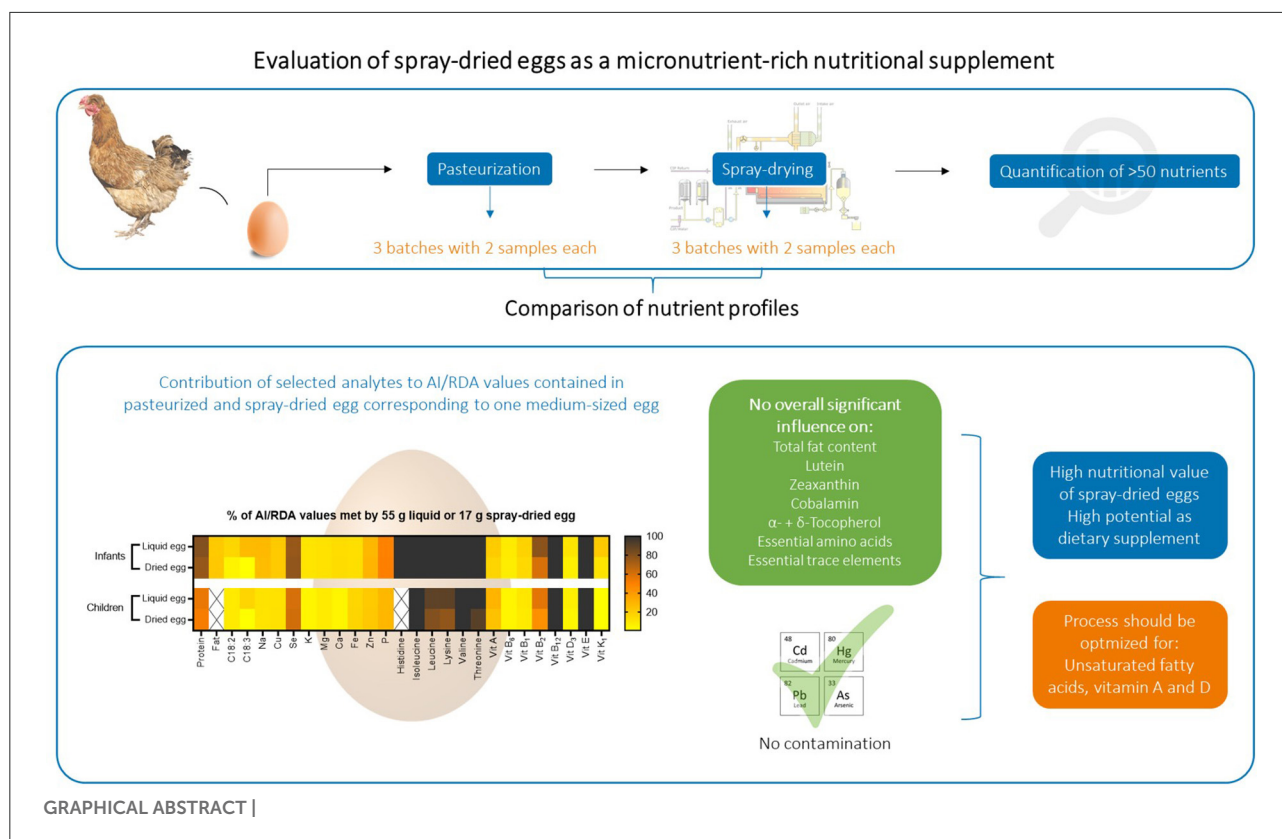 Evaluation of spray-dried eggs as a micronutrient-rich nutritional supplement
Pasteurization
Spray-drying
Quantification of >50 nutrients
3 batches with 2 samples each
3 batches with 2 samples each
Comparison of nutrient profiles
Contribution of selected analytes to AI/RDA values contained in
pasteurized and spray-dried egg corresponding to one medium-sized egg
% of AI/RDA values met by 55 g liquid or 17 g spray-dried egg
Infants
Liquid egg
Dried egg
Children
Liquid egg
Dried egg
100
80
60
40
20
Protein
Fat
C18:2
C18:3
Na
Cu
Se
K
Mg
Ca
Fe
Zn
P
Histidine
Isoleucine
Leucine
Lysine
Valine
Threonine
Vit A
Vit B6
Vit B1
Vit B2
Vit B12
Vit D3
Vit E
Vit K1
No overall significant
influence on:
Total fat content
Lutein
Zeaxanthin
Cobalamin
α- + δ-Tocopherol
Essential amino acids
Essential trace elements
48
Cd
Cadmium
80
Hg
Mercury
82
Pb
Lead
33
As
Arsenic
No contamination
High nutritional value
of spray-dried eggs
High potential as
dietary supplement
Process should be
optmized for:
Unsaturated fatty
acids, vitamin A and D
GRAPHICAL ABSTRACT |